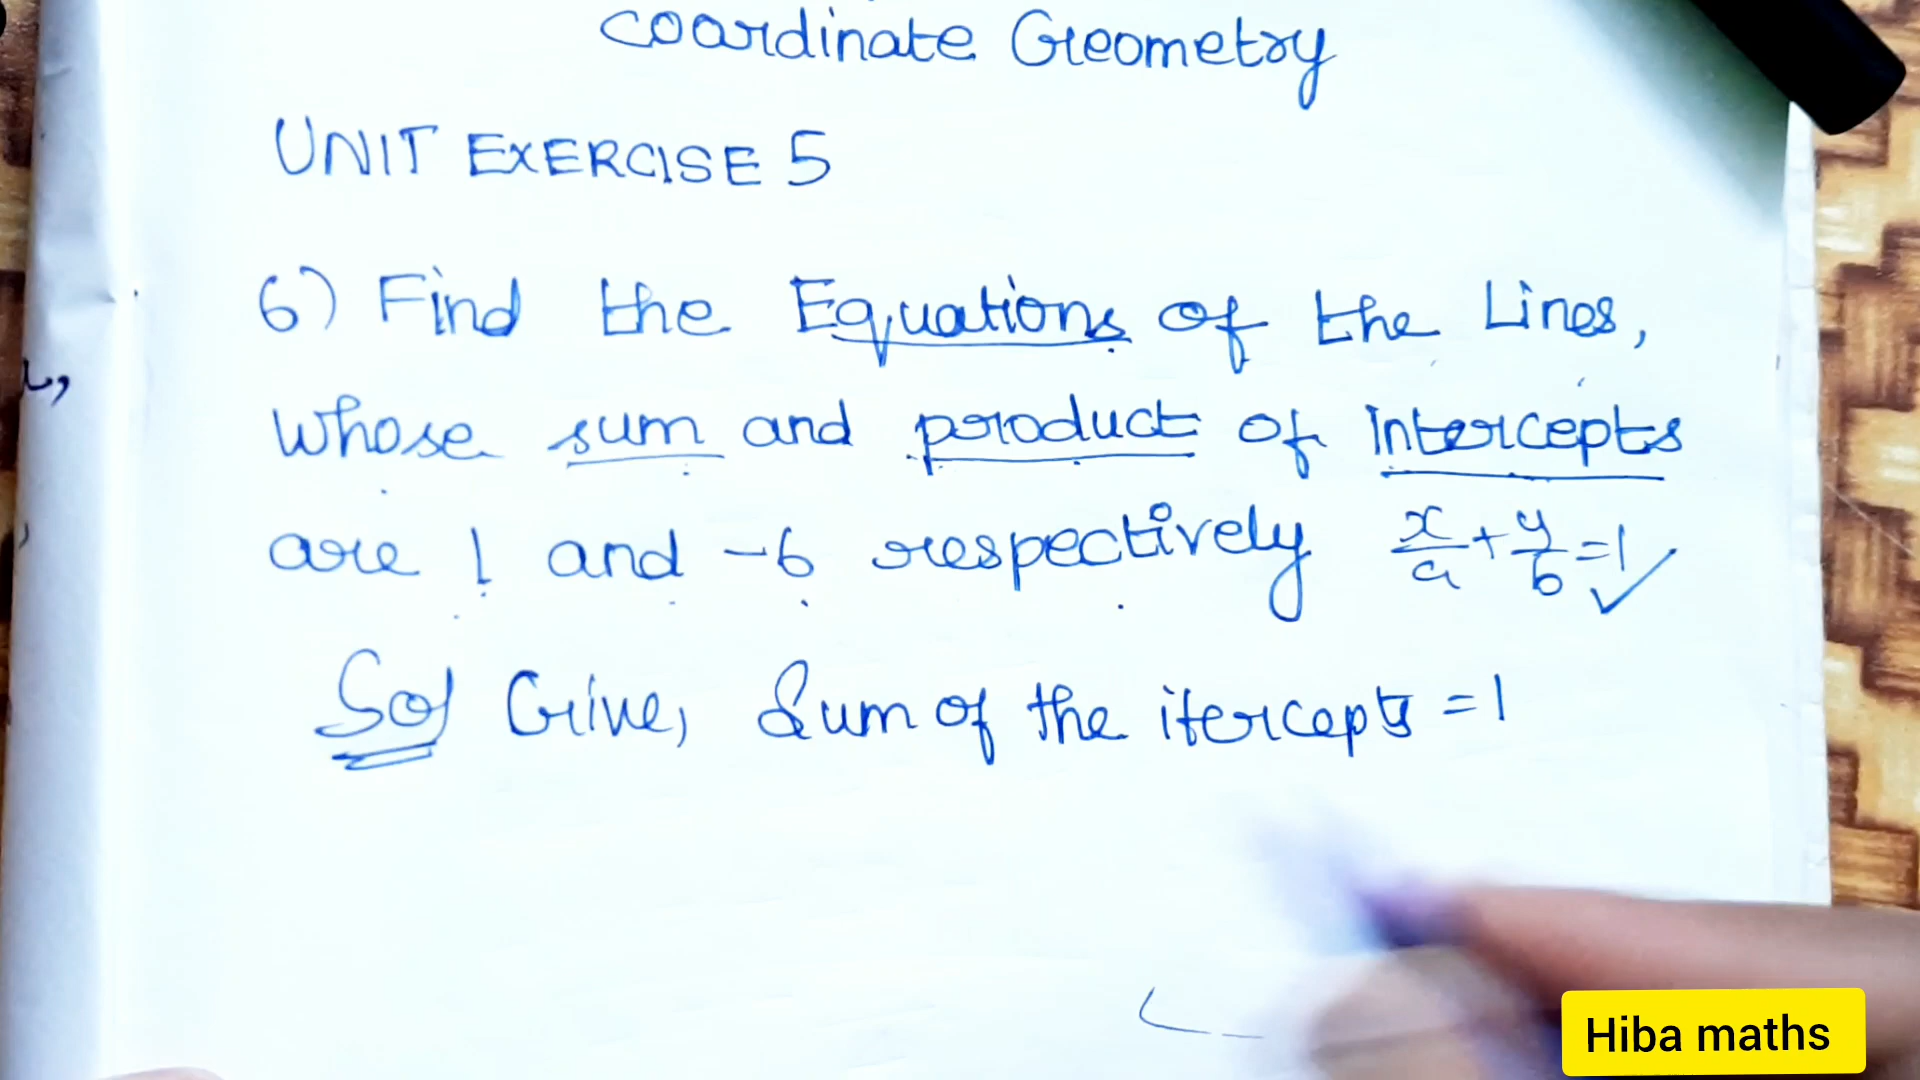 Coordinate Geometry
UNIT EXERCISE 5
6) Find the Equations of the Lines,
whose sum and product of intercepts
are 1 and -6 respectively x/a + y/b = 1 ✓
Sol Give, Sum of the itercepts = 1
Hiba maths